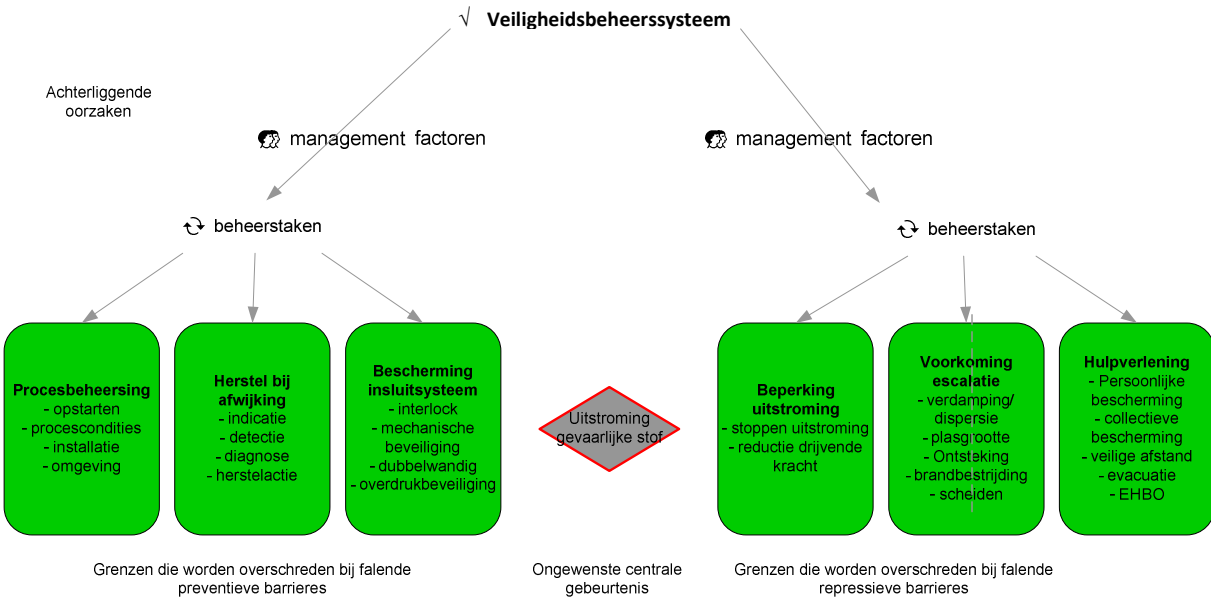 √ Veiligheidsbeheerssysteem
Achterliggende
oorzaken
management factoren
management factoren
beheerstaken
beheerstaken
Procesbeheersing
- opstarten
- procescondities
- installatie
- omgeving
Herstel bij
afwijking
- indicatie
- detectie
- diagnose
- herstelactie
Bescherming
insluitsysteem
- interlock
- mechanische
beveiliging
- dubbelwandig
- overdrukbeveiliging
Uitstroming
gevaarlijke stof
Beperking
uitstroming
- stoppen uitstroming
- reductie drijvende
kracht
Voorkoming
escalatie
- verdamping/
dispersie
- plasgrootte
- Ontsteking
- brandbestrijding
- scheiden
Hulpverlening
- Persoonlijke
bescherming
- collectieve
bescherming
- veilige afstand
- evacuatie
- EHBO
Grenzen die worden overschreden bij falende
preventieve barrieres
Ongewenste centrale
gebeurtenis
Grenzen die worden overschreden bij falende
repressieve barrieres